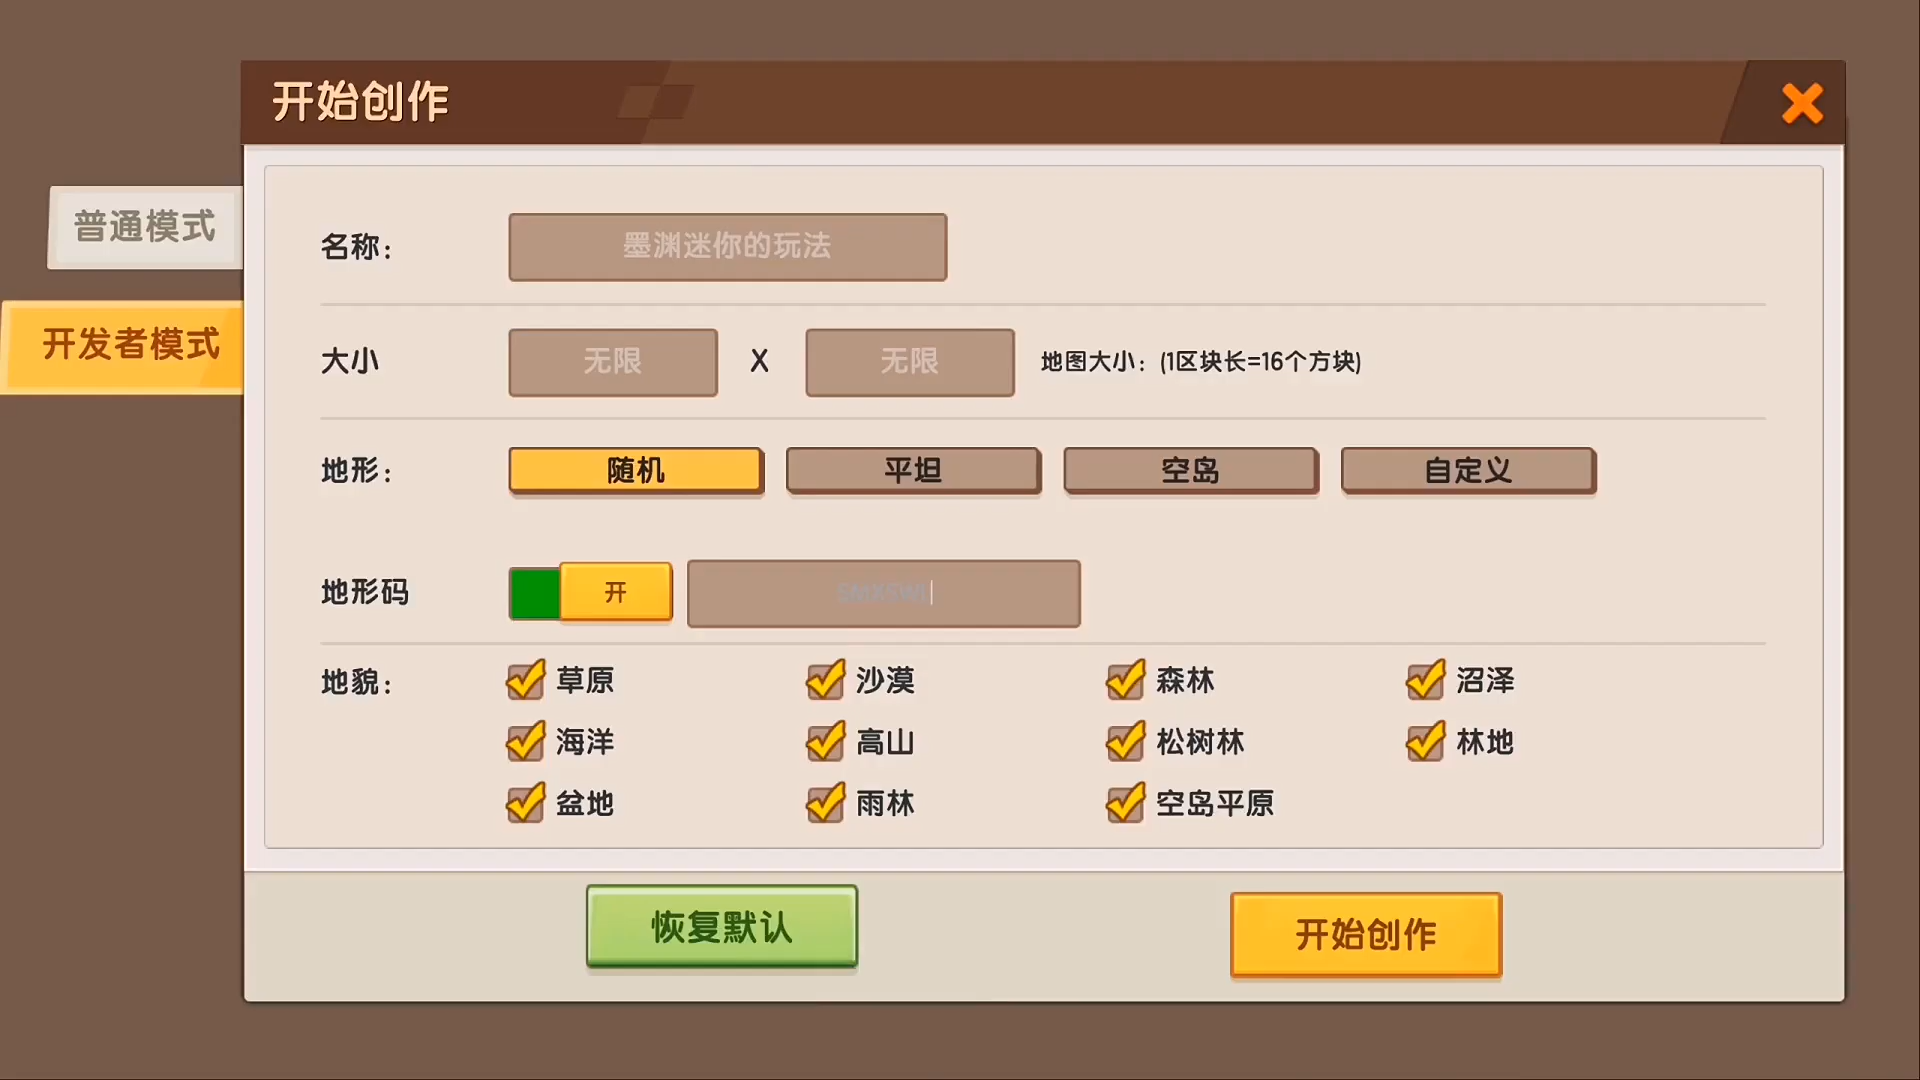 开始创作
普通模式
开发者模式
名称: 墨渊迷你的玩法
大小 无限 X 无限 地图大小: (1区块长=16个方块)
地形: 随机 平坦 空岛 自定义
地形码 开
地貌: 草原 沙漠 森林 沼泽
海洋 高山 松树林 林地
盆地 雨林 空岛平原
恢复默认 开始创作